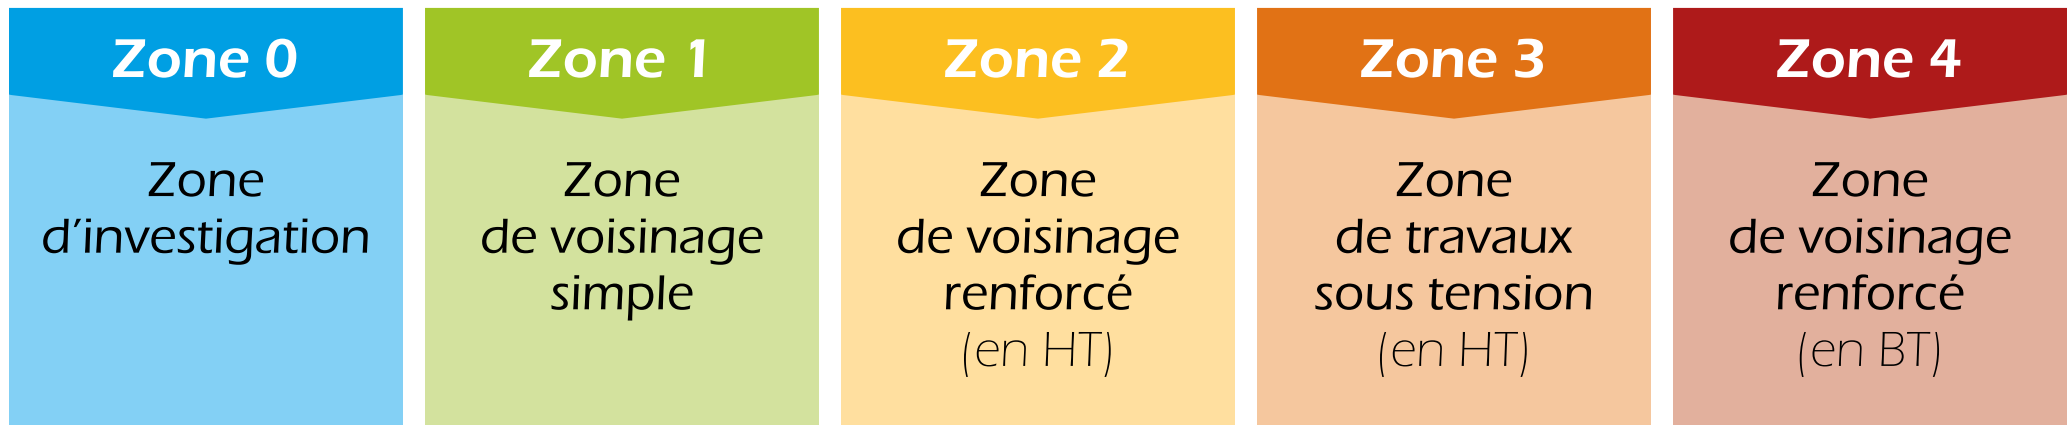 Zone 0
Zone
d'investigation
Zone 1
Zone
de voisinage
simple
Zone 2
Zone
de voisinage
renforcé
(en HT)
Zone 3
Zone
de travaux
sous tension
(en HT)
Zone 4
Zone
de voisinage
renforcé
(en BT)